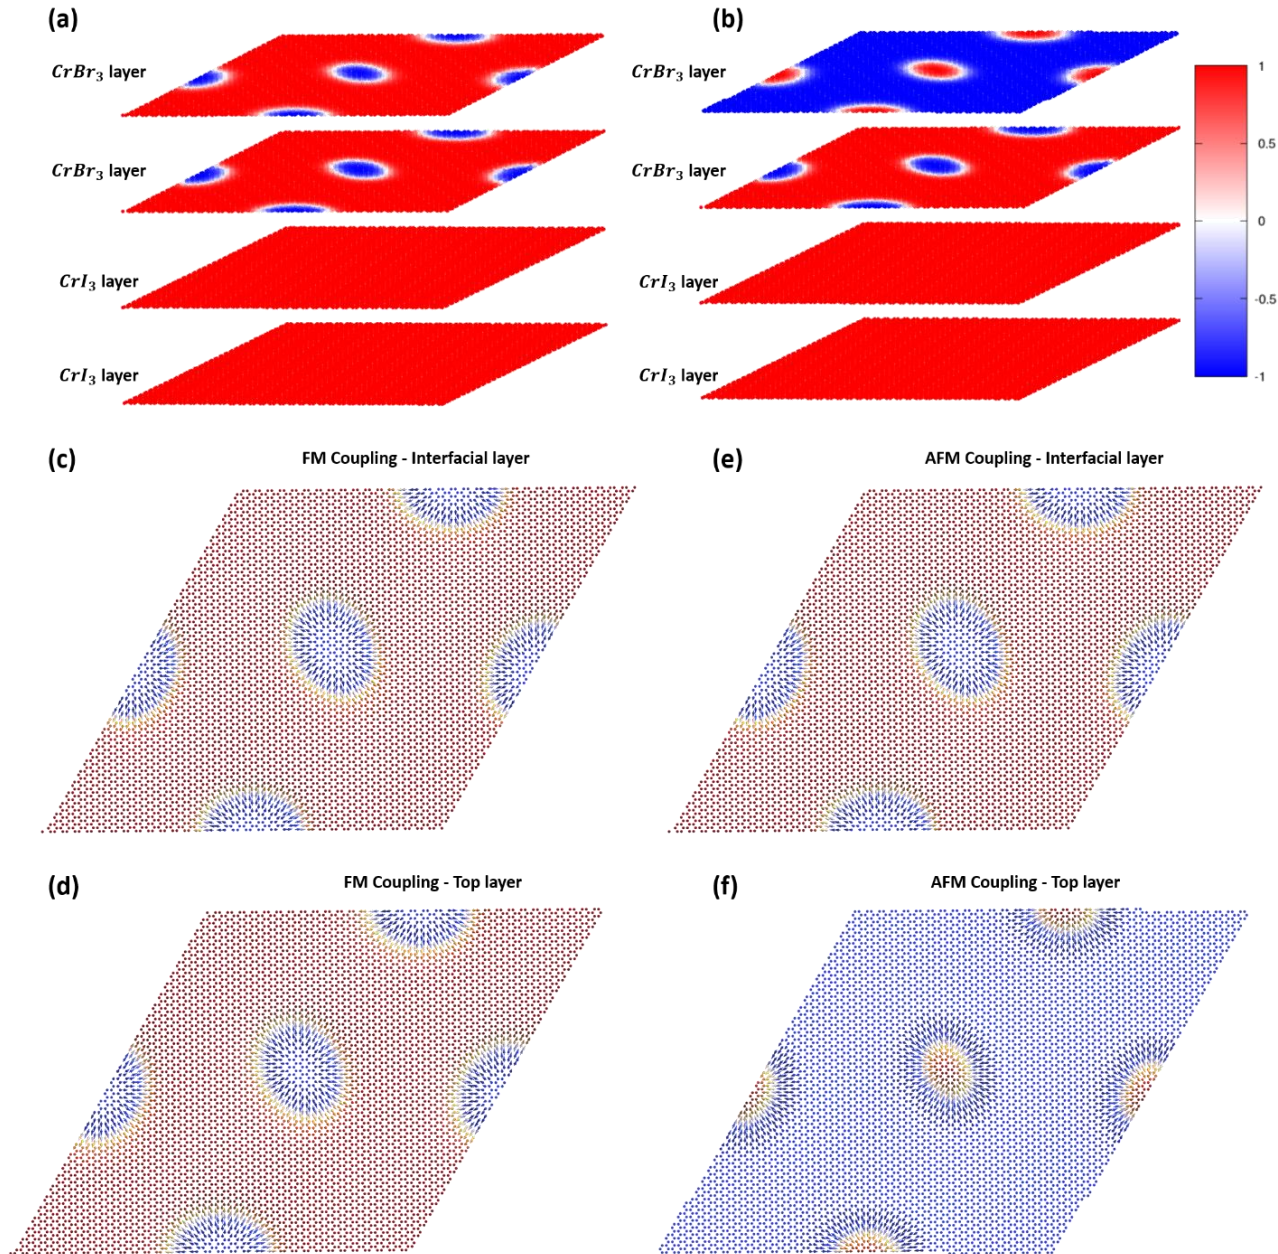 (a)
(b)
CrBr₃ layer
CrBr₃ layer
CrBr₃ layer
CrBr₃ layer
CrI₃ layer
CrI₃ layer
CrI₃ layer
CrI₃ layer
1
0.5
0
-0.5
-1
(c)
FM Coupling - Interfacial layer
(e)
AFM Coupling - Interfacial layer
(d)
FM Coupling - Top layer
(f)
AFM Coupling - Top layer